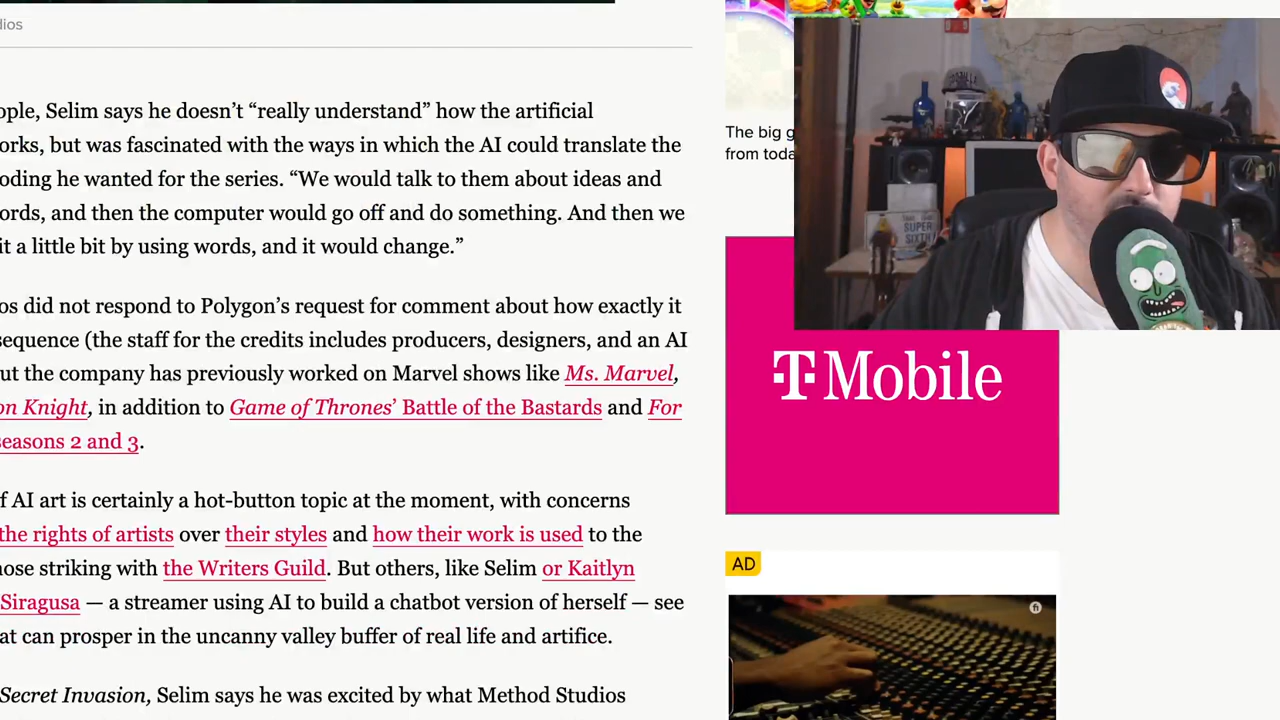 dios
ople, Selim says he doesn’t “really understand” how the artificial
orks, but was fascinated with the ways in which the AI could translate the
oding he wanted for the series. “We would talk to them about ideas and
ords, and then the computer would go off and do something. And then we
it a little bit by using words, and it would change.”
os did not respond to Polygon’s request for comment about how exactly it
sequence (the staff for the credits includes producers, designers, and an AI
ut the company has previously worked on Marvel shows like Ms. Marvel,
on Knight, in addition to Game of Thrones’ Battle of the Bastards and For
seasons 2 and 3.
f AI art is certainly a hot-button topic at the moment, with concerns
the rights of artists over their styles and how their work is used to the
hose striking with the Writers Guild. But others, like Selim or Kaitlyn
Siragusa — a streamer using AI to build a chatbot version of herself — see
at can prosper in the uncanny valley buffer of real life and artifice.
Secret Invasion, Selim says he was excited by what Method Studios
The big g
from toda
GODZILLA
SUPER
SIXTH
T Mobile
AD